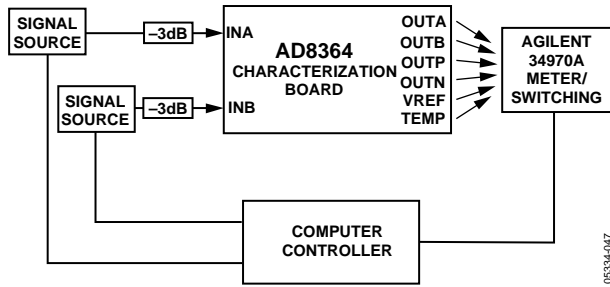 SIGNAL
SOURCE
–3dB
INA
SIGNAL
SOURCE
–3dB
INB
AD8364
CHARACTERIZATION
BOARD
OUTA
OUTB
OUTP
OUTN
VREF
TEMP
AGILENT
34970A
METER/
SWITCHING
COMPUTER
CONTROLLER
05334-047